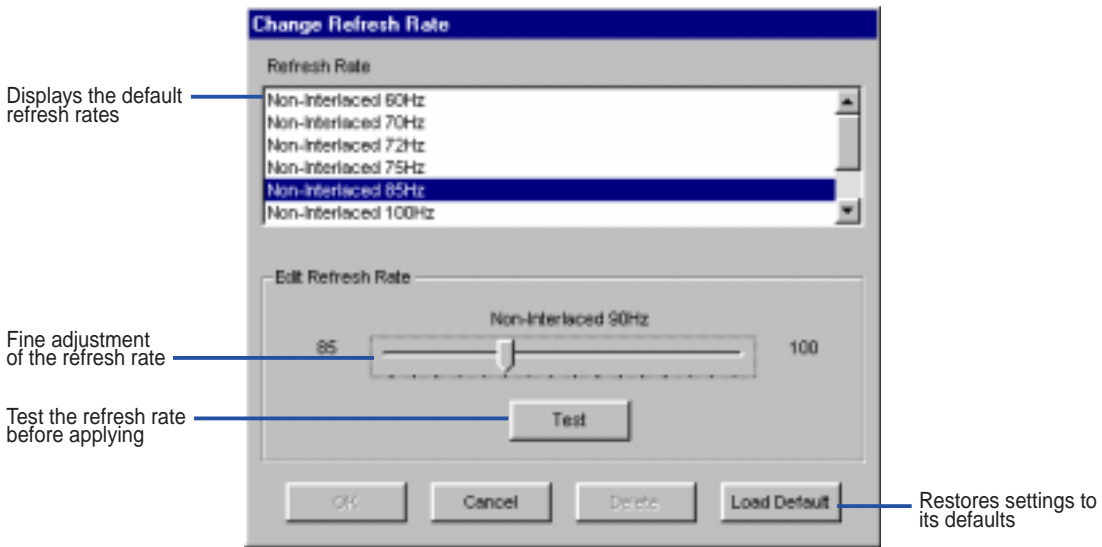 Change Refresh Rate
Refresh Rate
Displays the default
refresh rates
Non-Interlaced 60Hz
Non-Interlaced 70Hz
Non-Interlaced 72Hz
Non-Interlaced 75Hz
Non-Interlaced 85Hz
Non-Interlaced 100Hz
Edit Refresh Rate
Non-Interlaced 90Hz
Fine adjustment
of the refresh rate
85
100
Test the refresh rate
before applying
Test
OK
Cancel
Delete
Load Default
Restores settings to
its defaults